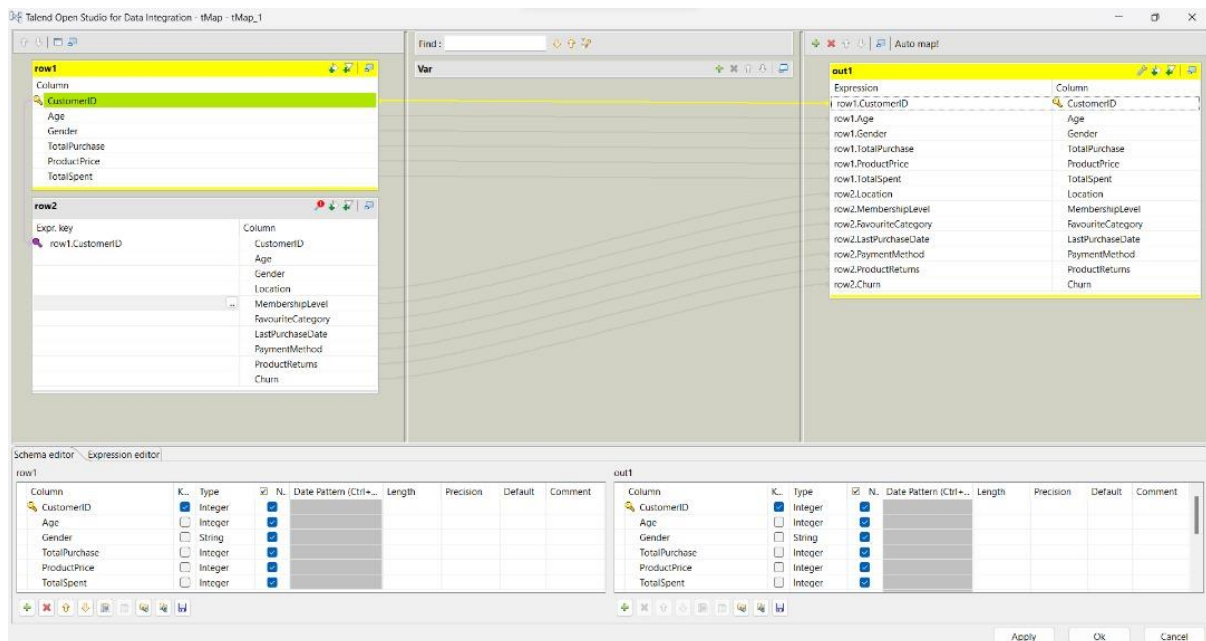 Talend Open Studio for Data Integration - tMap - tMap_1
Find :
Auto map!
row1
Column
CustomerID
Age
Gender
TotalPurchase
ProductPrice
TotalSpent
row2
Expr. key Column
row1.CustomerID CustomerID
Age
Gender
Location
.. MembershipLevel
FavouriteCategory
LastPurchaseDate
PaymentMethod
ProductReturns
Churn
Var
out1
Expression Column
row1.CustomerID CustomerID
row1.Age Age
row1.Gender Gender
row1.TotalPurchase TotalPurchase
row1.ProductPrice ProductPrice
row1.TotalSpent TotalSpent
row2.Location Location
row2.MembershipLevel MembershipLevel
row2.FavouriteCategory FavouriteCategory
row2.LastPurchaseDate LastPurchaseDate
row2.PaymentMethod PaymentMethod
row2.ProductReturns ProductReturns
row2.Churn Churn
Schema editor Expression editor
row1
Column K... Type N.. Date Pattern (Ctrl+... Length Precision Default Comment
CustomerID Integer
Age Integer
Gender String
TotalPurchase Integer
ProductPrice Integer
TotalSpent Integer
out1
Column K... Type N.. Date Pattern (Ctrl+... Length Precision Default Comment
CustomerID Integer
Age Integer
Gender String
TotalPurchase Integer
ProductPrice Integer
TotalSpent Integer
Apply Ok Cancel